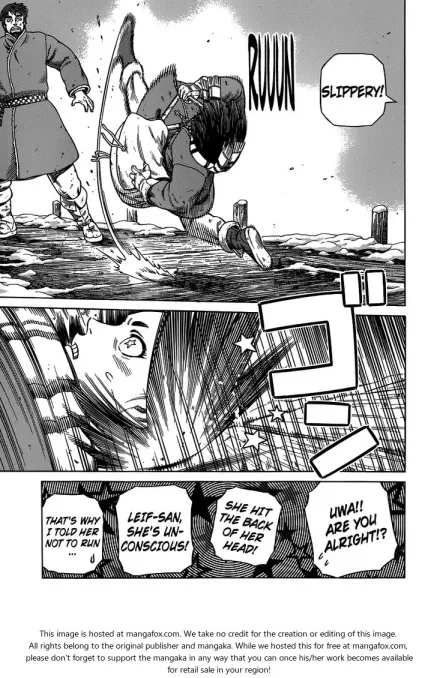 SLIPPERY!
RUUUN
ゴッ
UWA!!
ARE YOU
ALRIGHT!?
SHE HIT
THE BACK
OF HER
HEAD!
LEIF-SAN,
SHE'S UN-
CONSCIOUS!
THAT'S WHY
I TOLD HER
NOT TO RUN
...
This image is hosted at mangafox.com. We take no credit for the creation or editing of this image.
All rights belong to the original publisher and mangaka. While we hosted this for free at mangafox.com,
please don't forget to support the mangaka in any way that you can once his/her work becomes available
for retail sale in your region!